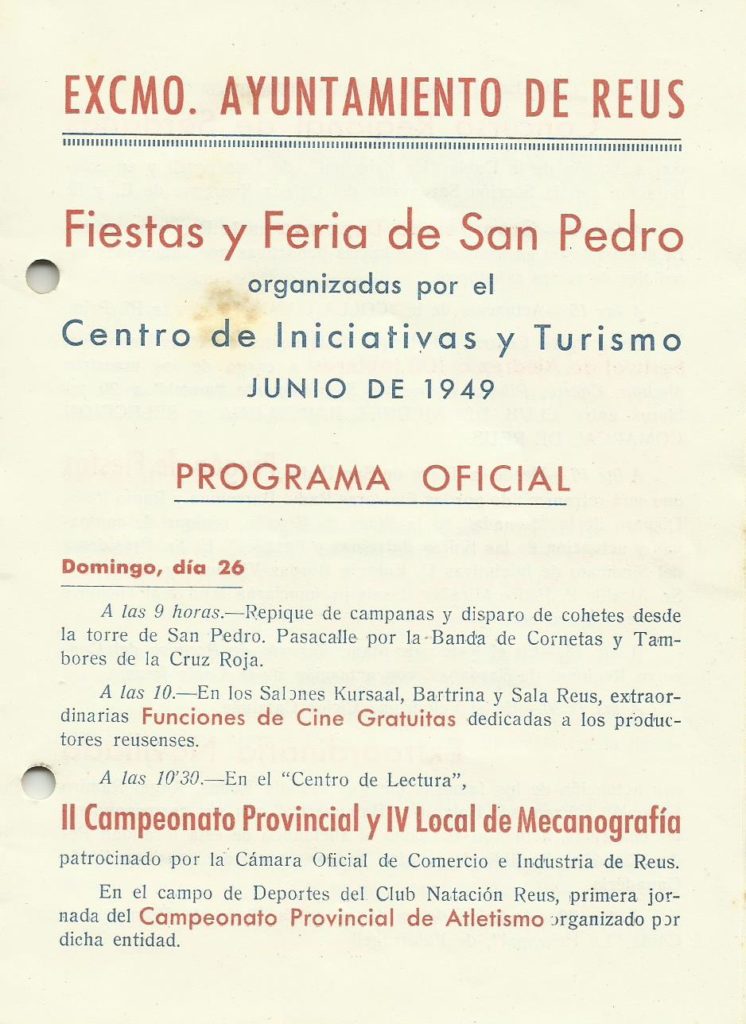 EXCMO. AYUNTAMIENTO DE REUS
Fiestas y Feria de San Pedro
organizadas por el
Centro de Iniciativas y Turismo
JUNIO DE 1949
PROGRAMA OFICIAL
Domingo, día 26
A las 9 horas.—Repique de campanas y disparo de cohetes desde
la torre de San Pedro. Pasacalle por la Banda de Cornetas y Tam-
bores de la Cruz Roja.
A las 10.—En los Salones Kursaal, Bartrina y Sala Reus, extraor-
dinarias Funciones de Cine Gratuitas dedicadas a los produc-
tores reusenses.
A las 10'30.—En el "Centro de Lectura",
II Campeonato Provincial y IV Local de Mecanografía
patrocinado por la Cámara Oficial de Comercio e Industria de Reus.
En el campo de Deportes del Club Natación Reus, primera jor-
nada del Campeonato Provincial de Atletismo organizado por
dicha entidad.